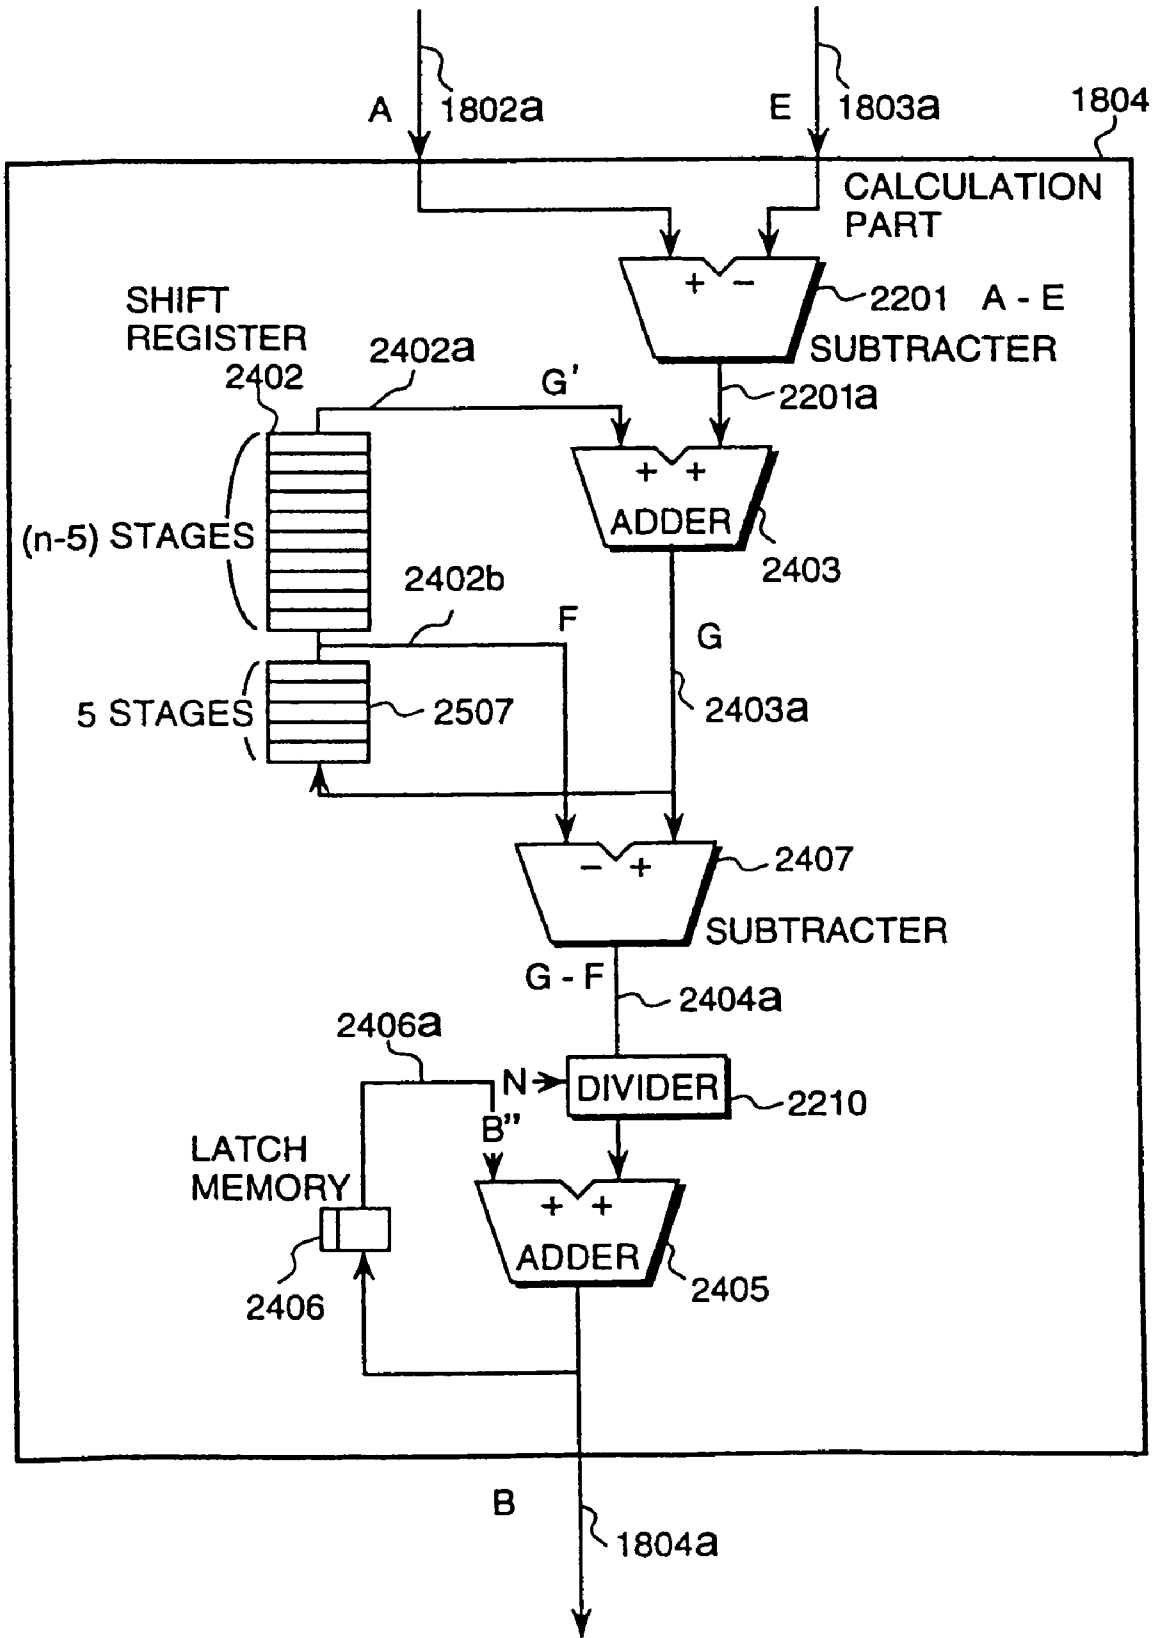 A
1802a
E
1803a
1804
CALCULATION
PART
+ -
2201 A - E
SUBTRACTER
2201a
SHIFT
REGISTER
2402
2402a
G'
+ +
ADDER
2403
(n-5) STAGES
2402b
F
G
2403a
5 STAGES
2507
- +
2407
SUBTRACTER
G - F
2404a
2406a
N
DIVIDER
2210
B"
LATCH
MEMORY
+ +
ADDER
2405
2406
B
1804a